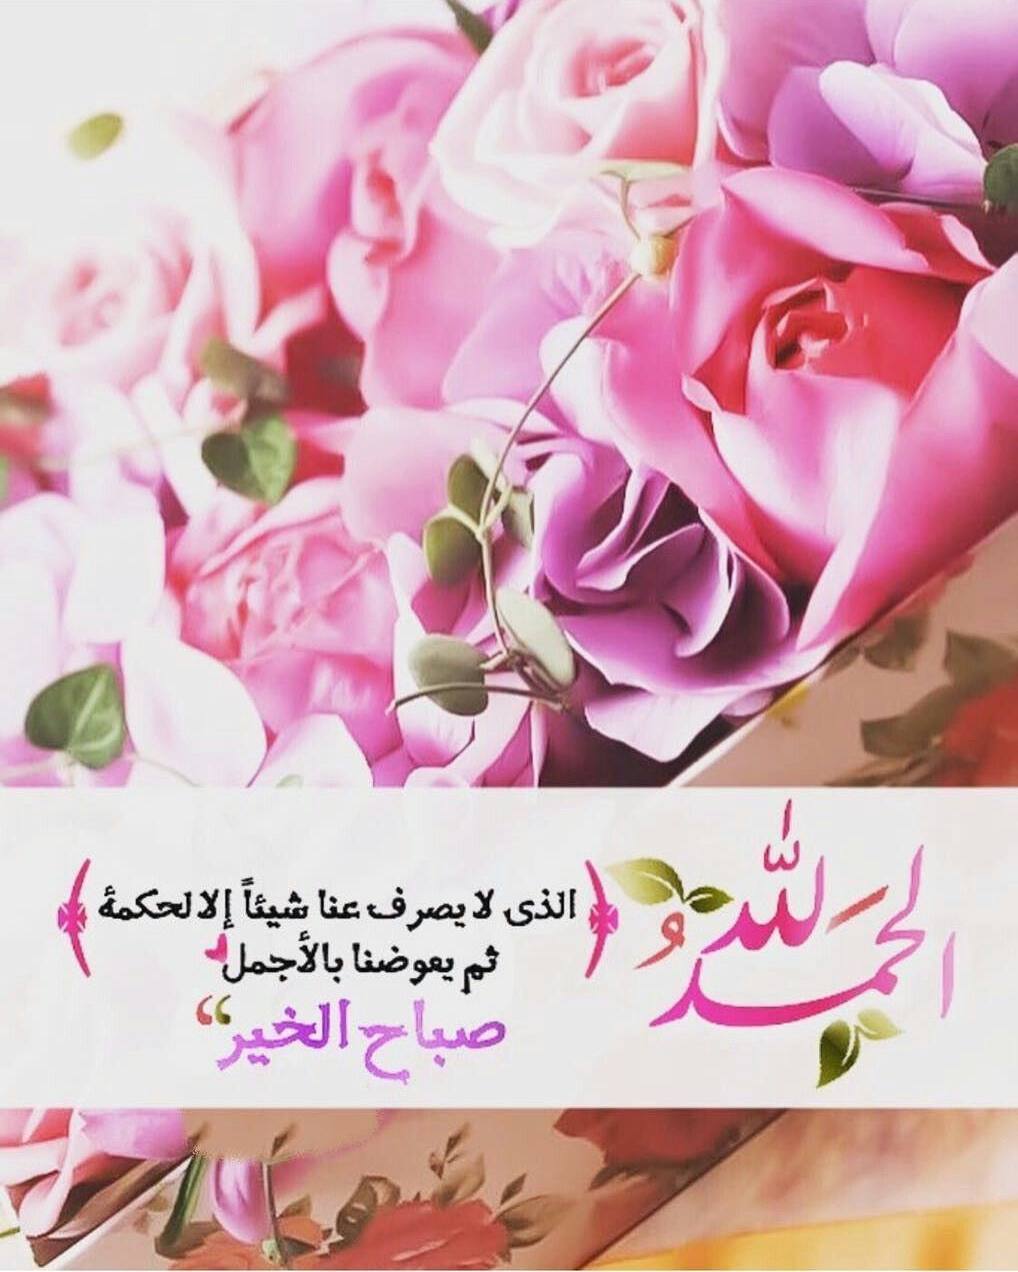 الحمدُ لله
الذى لا يصرف عنا شيئاً إلا لحكمة
ثم يعوضنا بالأجمل
صباح الخير